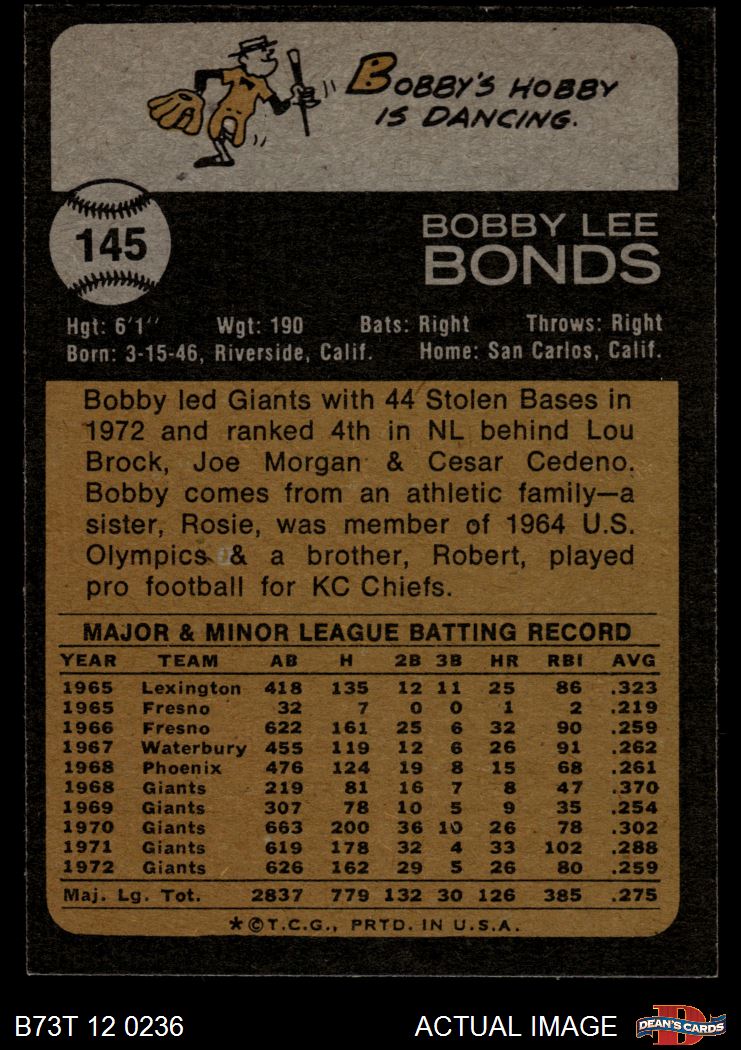 BOBBY'S HOBBY
IS DANCING.
145
BOBBY LEE
BONDS
Hgt: 6'1" Wgt: 190 Bats: Right Throws: Right
Born: 3-15-46, Riverside, Calif. Home: San Carlos, Calif.
Bobby led Giants with 44 Stolen Bases in
1972 and ranked 4th in NL behind Lou
Brock, Joe Morgan & Cesar Cedeno.
Bobby comes from an athletic family—a
sister, Rosie, was member of 1964 U.S.
Olympics & a brother, Robert, played
pro football for KC Chiefs.
MAJOR & MINOR LEAGUE BATTING RECORD
YEAR TEAM AB H 2B 3B HR RBI AVG
1965 Lexington 418 135 12 11 25 86 .323
1965 Fresno 32 7 0 0 1 2 .219
1966 Fresno 622 161 25 6 32 90 .259
1967 Waterbury 455 119 12 6 26 91 .262
1968 Phoenix 476 124 19 8 15 68 .261
1968 Giants 219 81 16 7 8 47 .370
1969 Giants 307 78 10 5 9 35 .254
1970 Giants 663 200 36 10 26 78 .302
1971 Giants 619 178 32 4 33 102 .288
1972 Giants 626 162 29 5 26 80 .259
Maj. Lg. Tot. 2837 779 132 30 126 385 .275
*©T.C.G., PRTD. IN U.S.A.
B73T 12 0236 ACTUAL IMAGE DEAN'S CARDS